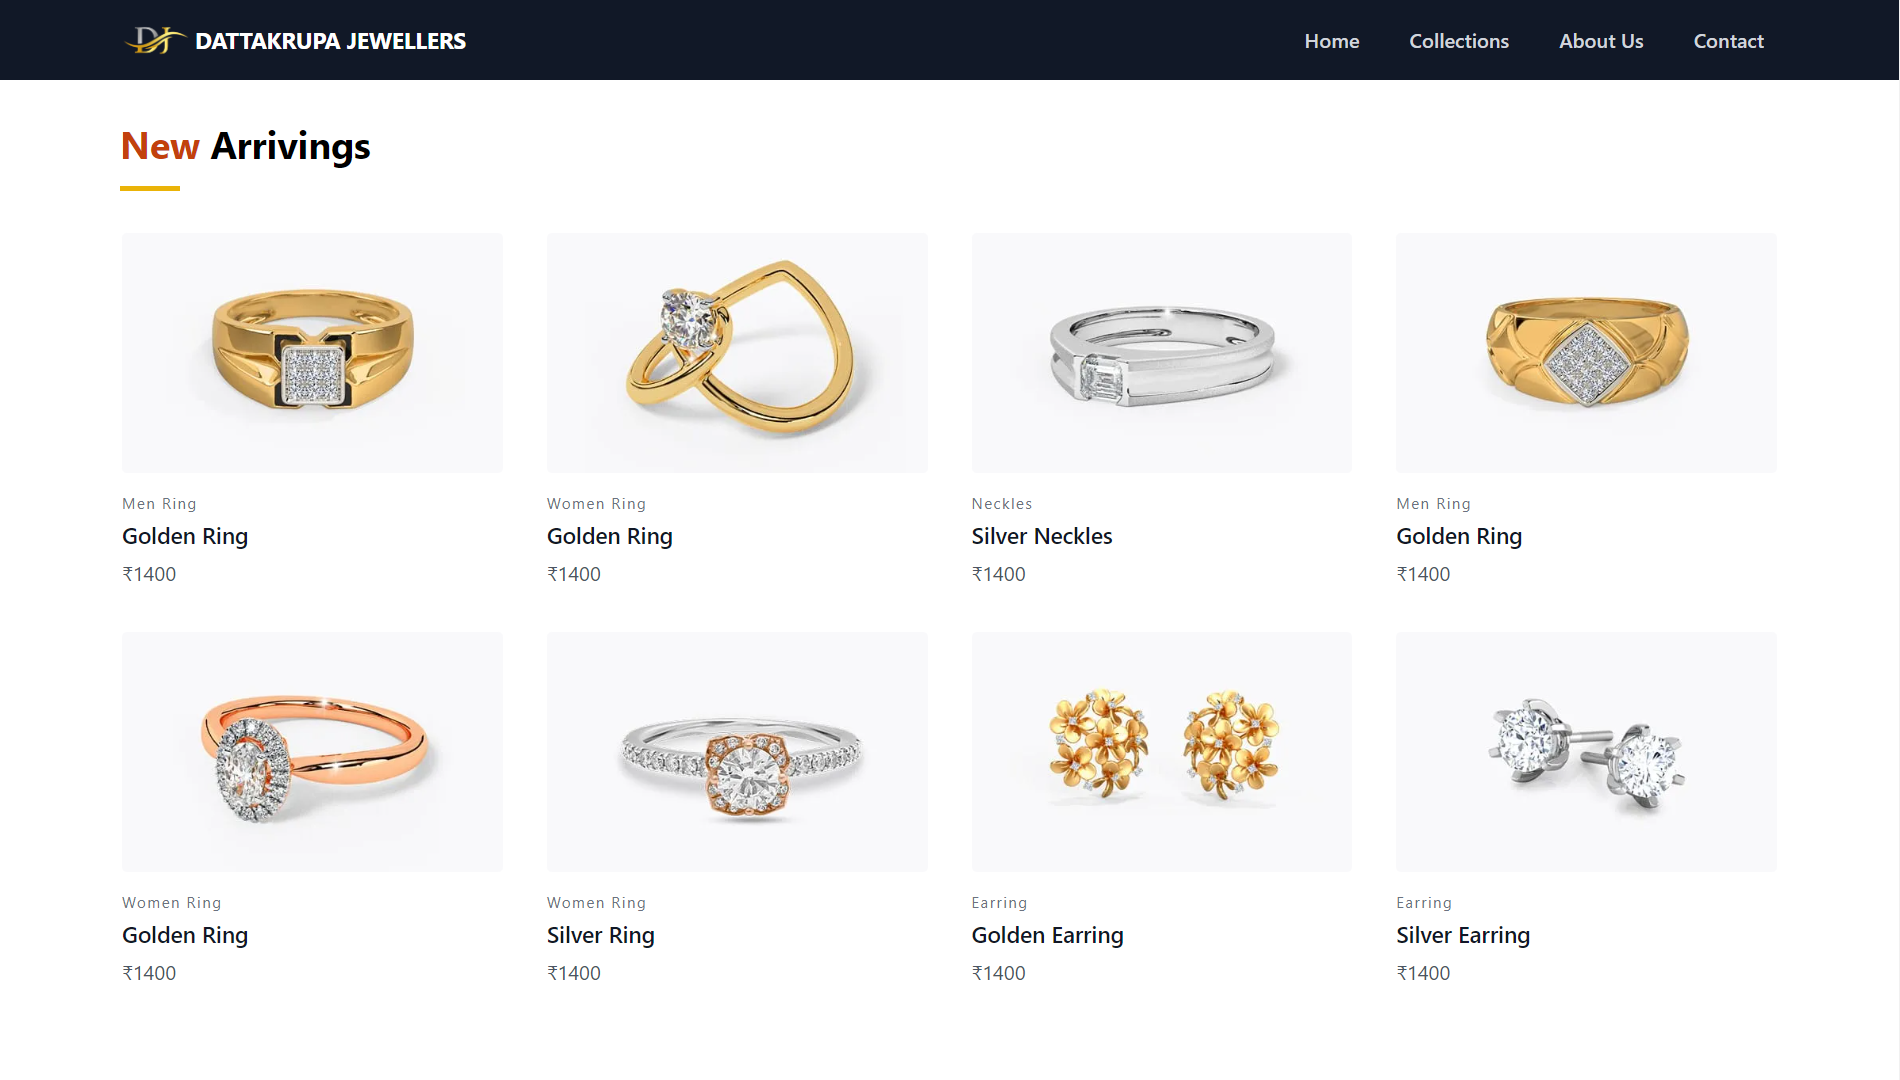 DJ DATTAKRUPA JEWELLERS
Home Collections About Us Contact
New Arrivings
Men Ring
Golden Ring
₹1400
Women Ring
Golden Ring
₹1400
Neckles
Silver Neckles
₹1400
Men Ring
Golden Ring
₹1400
Women Ring
Golden Ring
₹1400
Women Ring
Silver Ring
₹1400
Earring
Golden Earring
₹1400
Earring
Silver Earring
₹1400